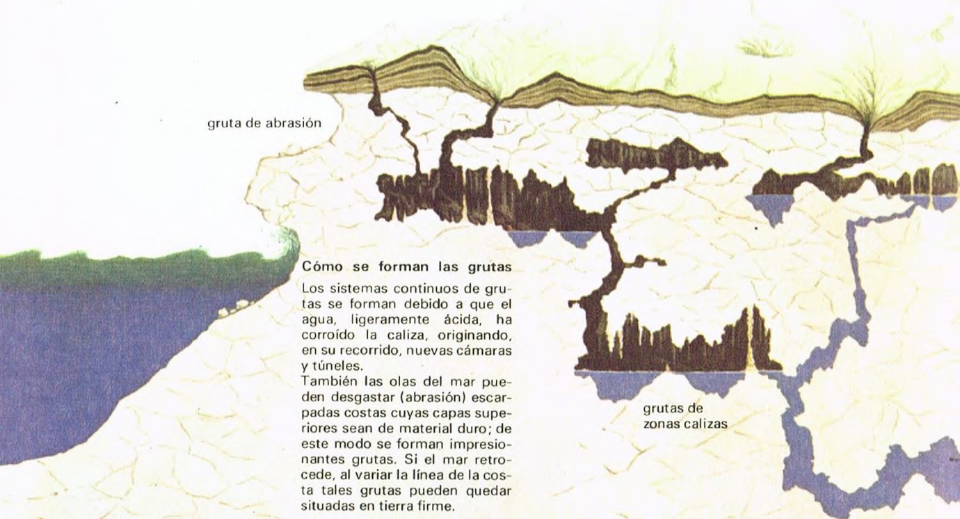 gruta de abrasión
Cómo se forman las grutas
Los sistemas continuos de gru-
tas se forman debido a que el
agua, ligeramente ácida, ha
corroído la caliza, originando,
en su recorrido, nuevas cámaras
y túneles.
También las olas del mar pue-
den desgastar (abrasión) escar-
padas costas cuyas capas supe-
riores sean de material duro; de
este modo se forman impresio-
nantes grutas. Si el mar retro-
cede, al variar la línea de la cos-
ta tales grutas pueden quedar
situadas en tierra firme.
grutas de
zonas calizas